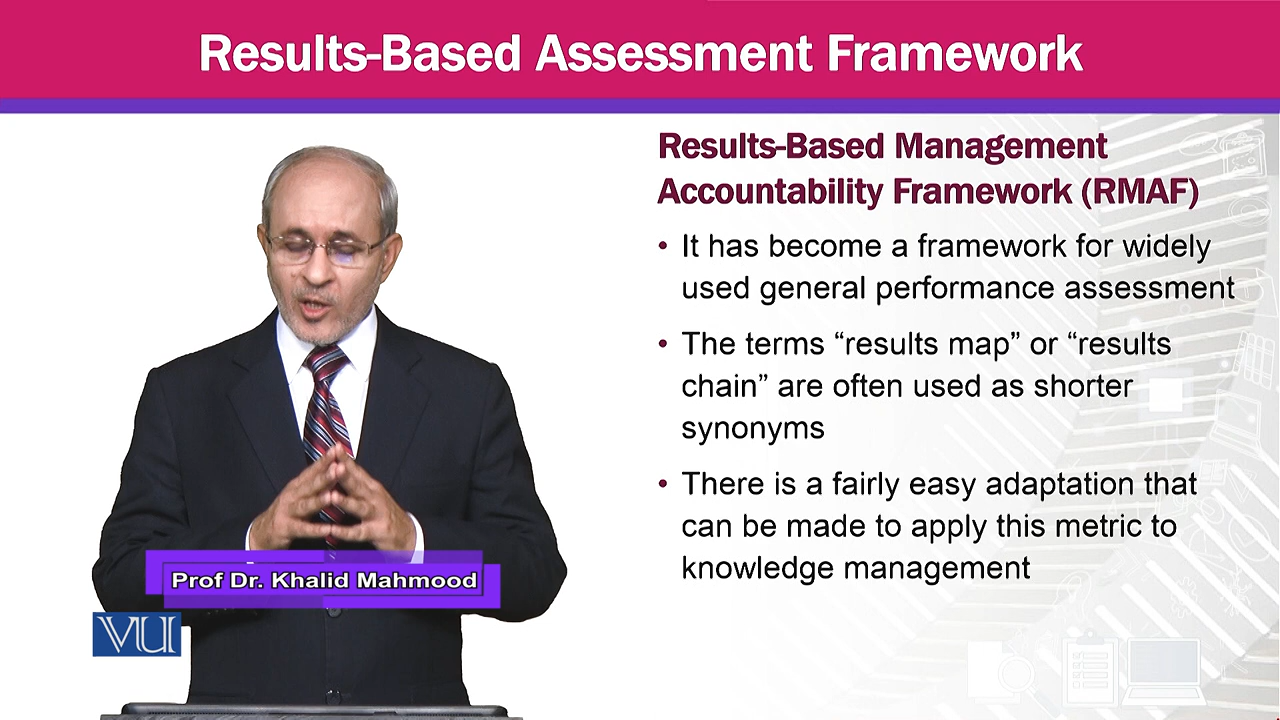 Results-Based Assessment Framework
Results-Based Management
Accountability Framework (RMAF)
• It has become a framework for widely
used general performance assessment
• The terms “results map” or “results
chain” are often used as shorter
synonyms
• There is a fairly easy adaptation that
can be made to apply this metric to
knowledge management
Prof Dr. Khalid Mahmood
VU